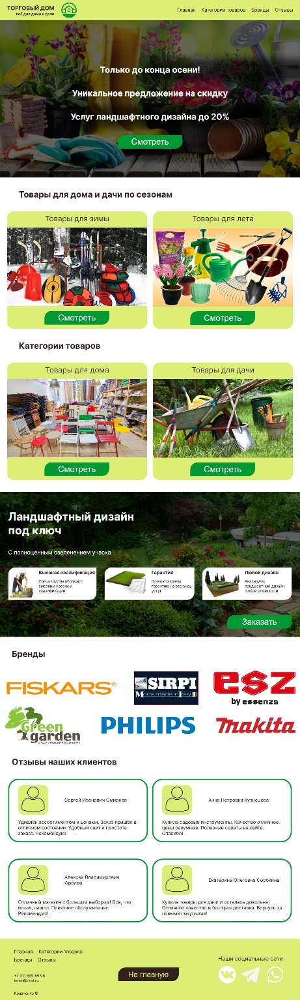 ТОРГОВЫЙ ДОМ
всё для дома и дачи
Главная Категории товаров Бренды Отзывы
Только до конца осени!
Уникальное предложение на скидку
Услуг ландшафтного дизайна до 20%
Смотреть
Товары для дома и дачи по сезонам
Товары для зимы
Смотреть
Товары для лета
Смотреть
Категории товаров
Товары для дома
Смотреть
Товары для дачи
Смотреть
Ландшафтный дизайн
под ключ
С полноценным озеленением учаска
Высокая квалификация
Специалисты обладают
высоким уровнем
квалификации
Гарантия
Предоставляем
гарантию на все виды
услуг
Любой дизайн
Реализуем
ландшафтный дизайн
любой сложности
Заказать
Бренды
FISKARS®
SIRPI
Moda made in Italy
esz
by essenza
Green
garden
студия ландшафтного дизайна
PHILIPS
makita
Отзывы наших клиентов
Сергей Иванович Смирнов
Удивлён ассортиментом и ценами. Заказ пришёл в
отличном состоянии. Удобный сайт и простота
заказа. Рекомендую!
Анна Петровна Кузнецова
Купила садовые инструменты. Качество отличное,
цены разумные. Полезные советы на сайте.
Спасибо!
Алексей Владимирович
Фролов
Отличный магазин с большим выбором! Все, что
искал, нашел. Приятное обслуживание.
Рекомендую!
Екатерина Олеговна Сорокина
Купила товары для дачи и осталась довольна!
Отличное качество и быстрая доставка. Вернусь за
новыми покупками!
Главная Категории товаров
Бренды Отзывы
+7 911 599 89 96
email@mail.ru
Кравченко ©
На главную
Наши социальные сети